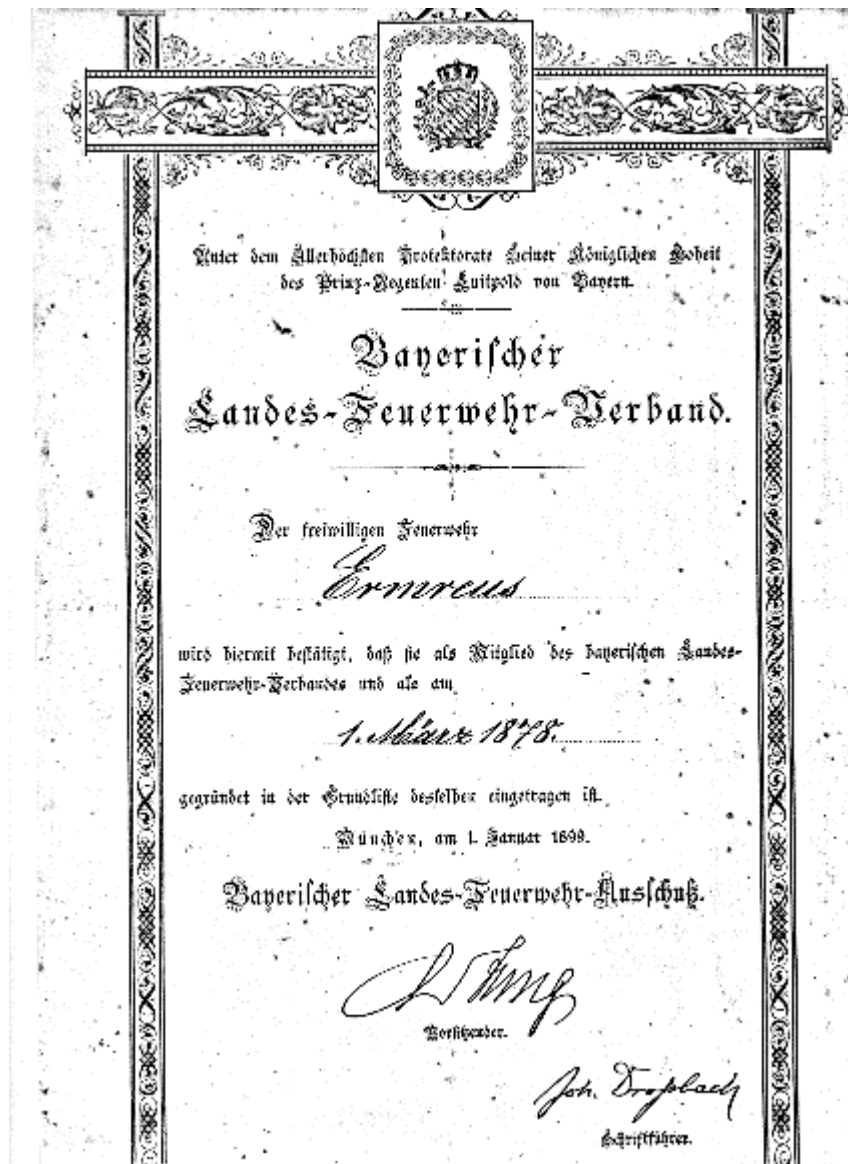 Unter dem Allerhöchsten Protektorate Seiner Königlichen Hoheit
des Prinz-Regenten Luitpold von Bayern.
Bayerischer
Landes-Feuerwehr-Verband.
Der freiwilligen Feuerwehr
Ermreus
wird hiermit bestätigt, daß sie als Mitglied des bayerischen Landes-
Feuerwehr-Verbandes und als am
1. März 1878.
gegründet in der Grundliste desselben eingetragen ist.
München, am 1. Januar 1899.
Bayerischer Landes-Feuerwehr-Ausschuß.
Vorsitzender.
Joh. Droßbach
Schriftführer.